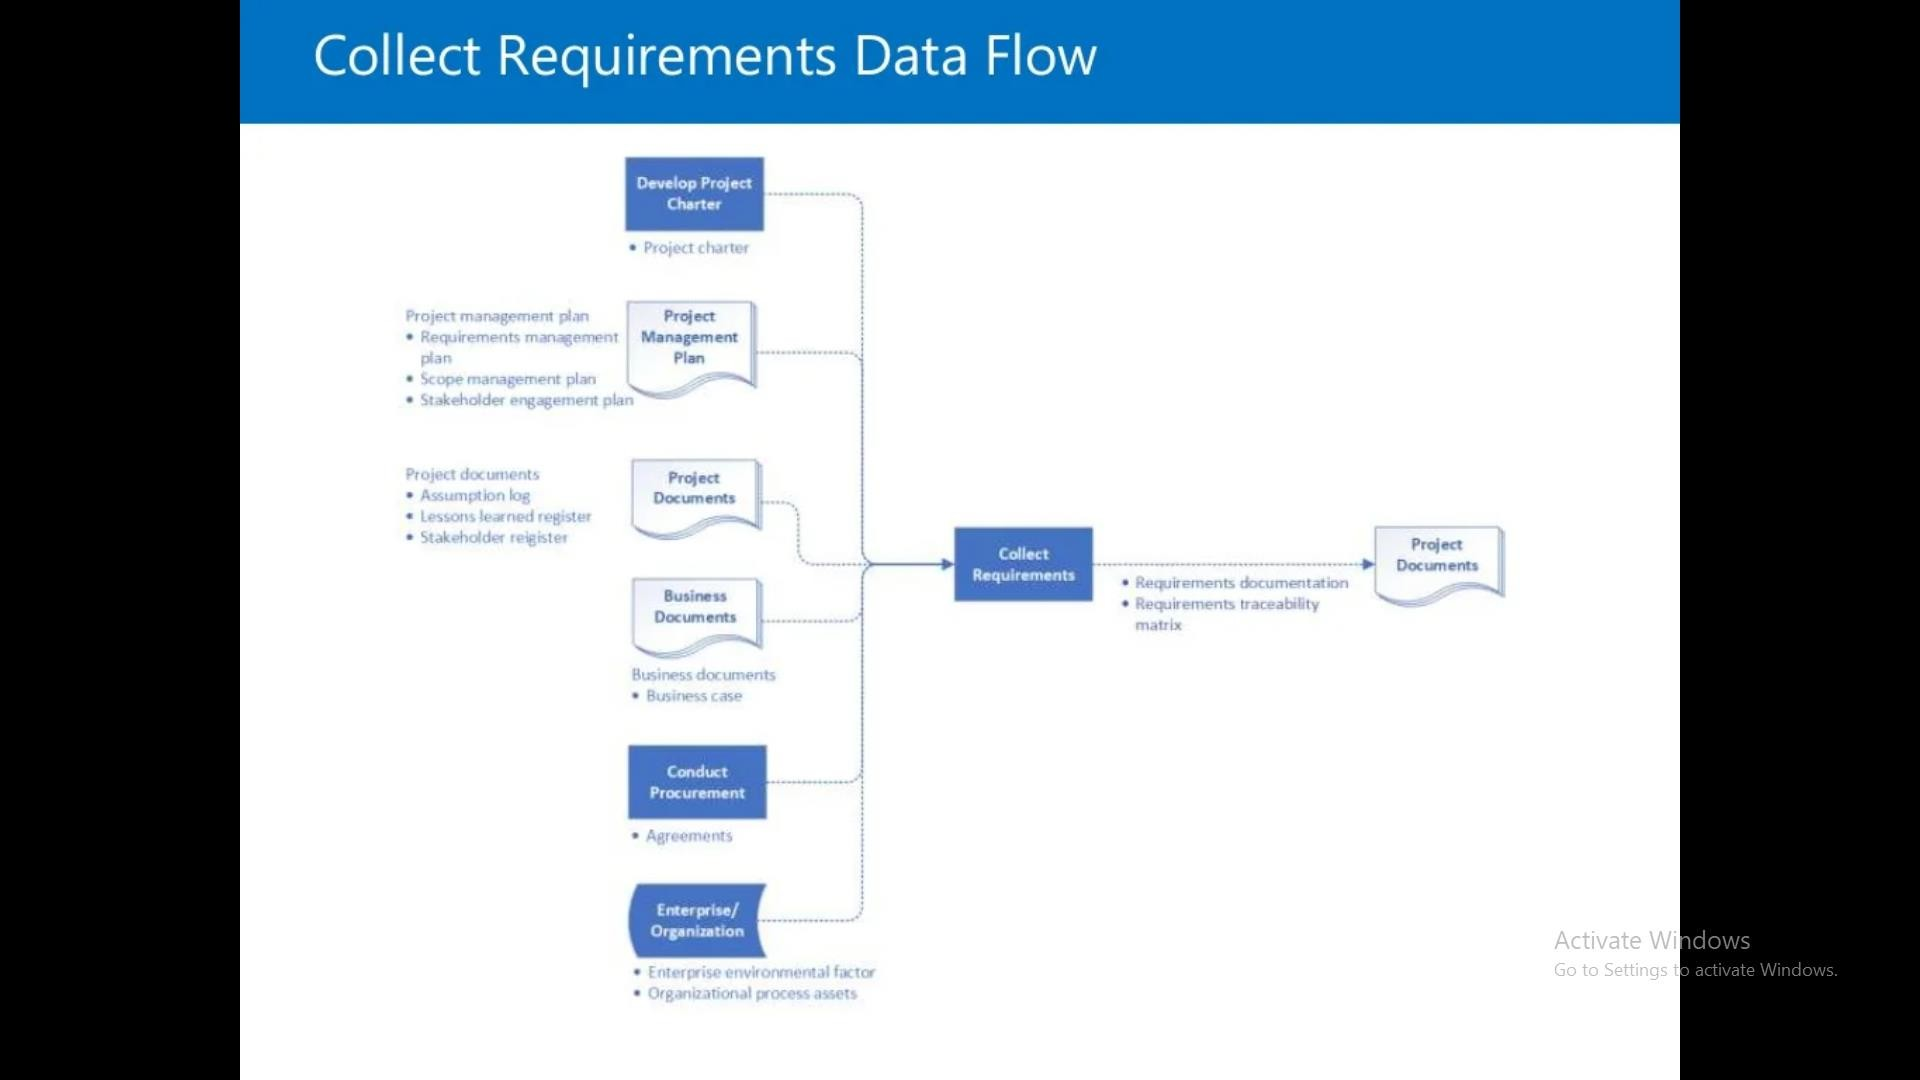 Collect Requirements Data Flow
Develop Project
Charter
• Project charter
Project management plan
• Requirements management
plan
• Scope management plan
• Stakeholder engagement plan
Project
Management
Plan
Project documents
• Assumption log
• Lessons learned register
• Stakeholder reigister
Project
Documents
Business
Documents
Business documents
• Business case
Conduct
Procurement
• Agreements
Enterprise/
Organization
• Enterprise environmental factor
• Organizational process assets
Collect
Requirements
• Requirements documentation
• Requirements traceability
matrix
Project
Documents
Activate Windows
Go to Settings to activate Windows.